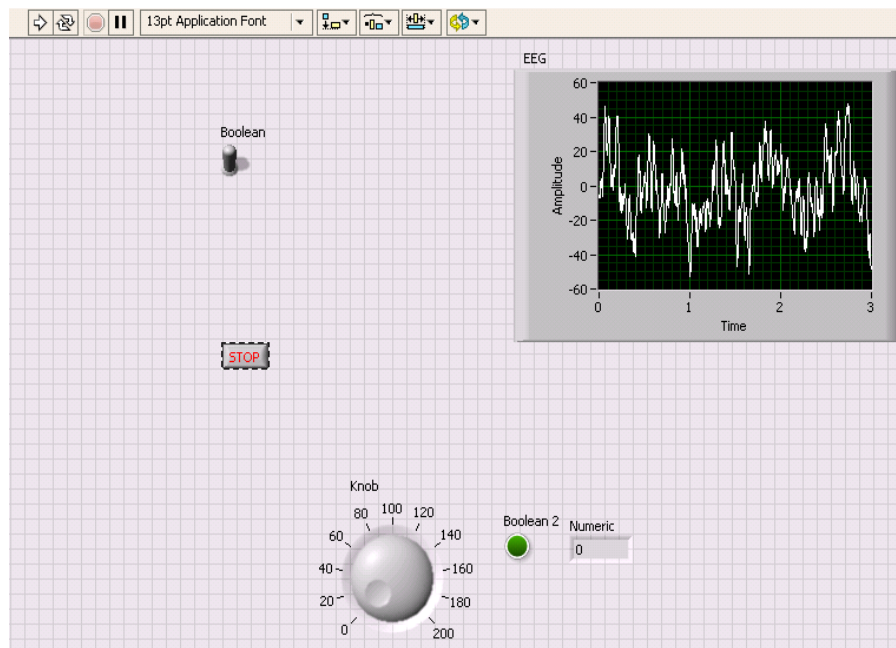 13pt Application Font
EEG
60
40
20
0
-20
-40
-60
Amplitude
0 1 2 3
Time
Boolean
STOP
Knob
0 20 40 60 80 100 120 140 160 180 200
Boolean 2
Numeric
0